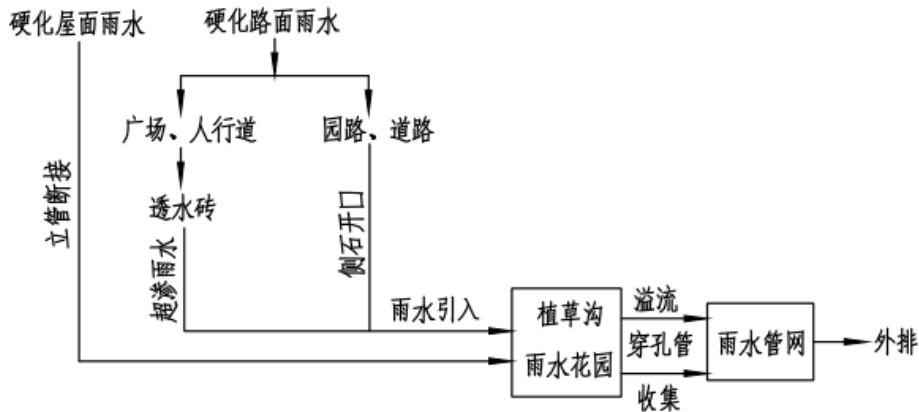 硬化屋面雨水
硬化路面雨水
广场、人行道
园路、道路
立管断接
透水砖
超渗雨水
侧石开口
雨水引入
植草沟
雨水花园
溢流
穿孔管
收集
雨水管网
外排